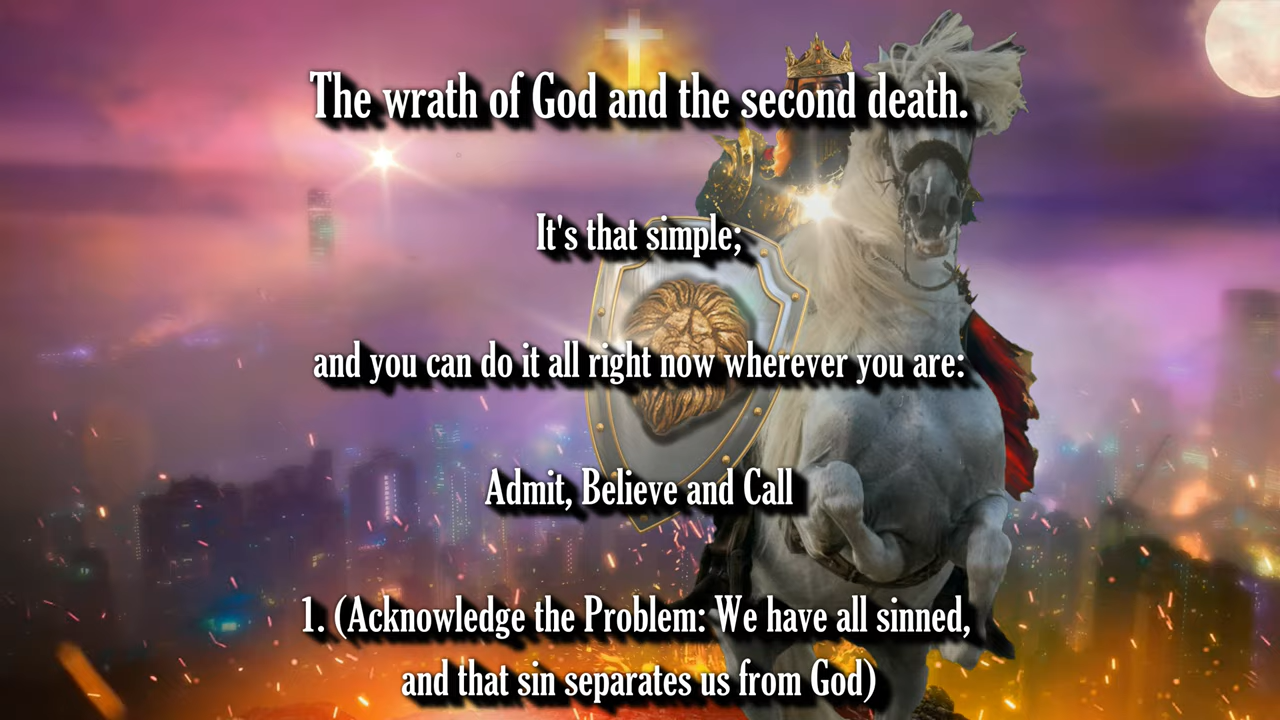 The wrath of God and the second death.
It's that simple;
and you can do it all right now wherever you are:
Admit, Believe and Call
1. (Acknowledge the Problem: We have all sinned,
and that sin separates us from God)